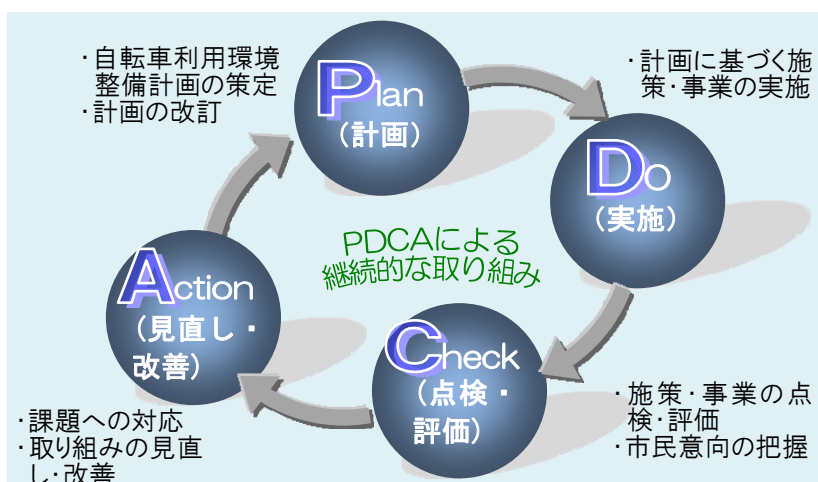 ・自転車利用環境
整備計画の策定
・計画の改訂
Plan
(計画)
・計画に基づく施
策・事業の実施
Do
(実施)
PDCAによる
継続的な取り組み
Action
(見直し・
改善)
Check
(点検・
評価)
・施策・事業の点
検・評価
・市民意向の把握
・課題への対応
・取り組みの見直
し・改善